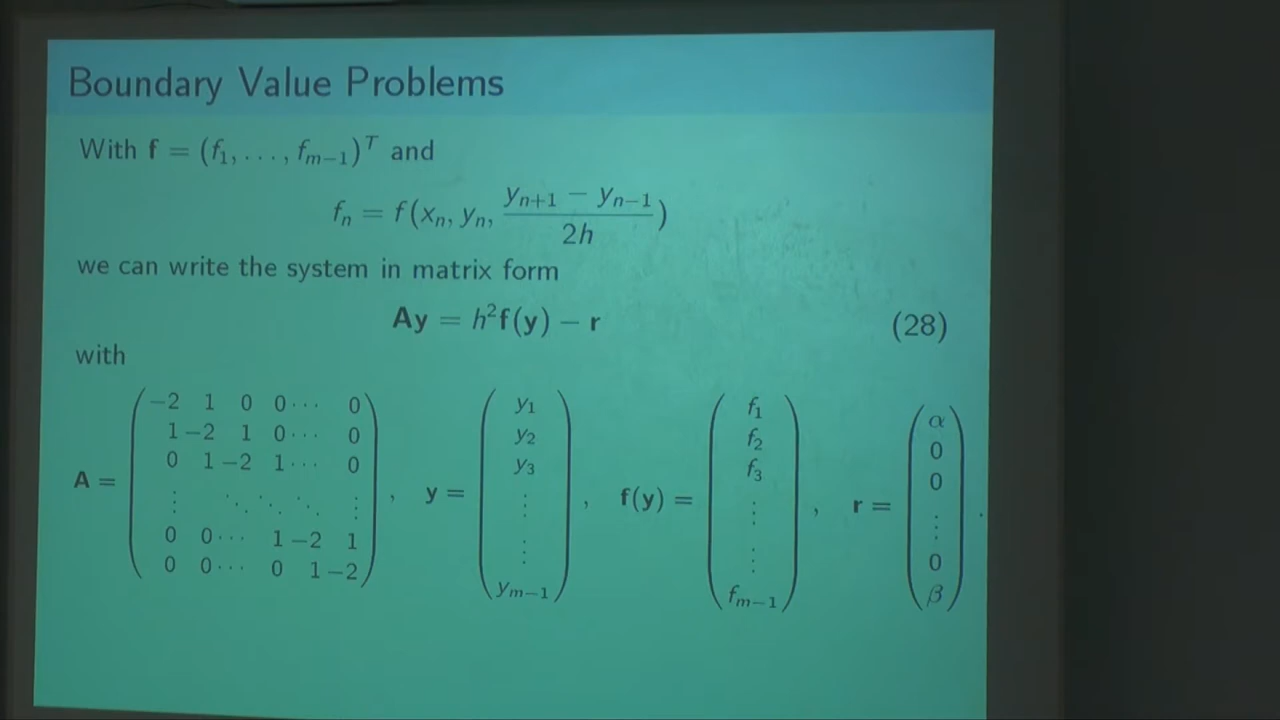 Boundary Value Problems
With f = (f₁, . . . , fₘ₋₁)ᵀ and
fₙ = f(xₙ, yₙ, (yₙ₊₁ − yₙ₋₁)/2h)
we can write the system in matrix form
Ay = h²f(y) − r (28)
with
A = ( −2 1 0 0 ⋯ 0
1 −2 1 0 ⋯ 0
0 1 −2 1 ⋯ 0
⋮ ⋱ ⋱ ⋱ ⋮
0 0 ⋯ 1 −2 1
0 0 ⋯ 0 1 −2 ) ,
y = ( y₁
y₂
y₃
⋮
⋮
yₘ₋₁ ) ,
f(y) = ( f₁
f₂
f₃
⋮
⋮
fₘ₋₁ ) ,
r = ( α
0
0
⋮
0
β ) .